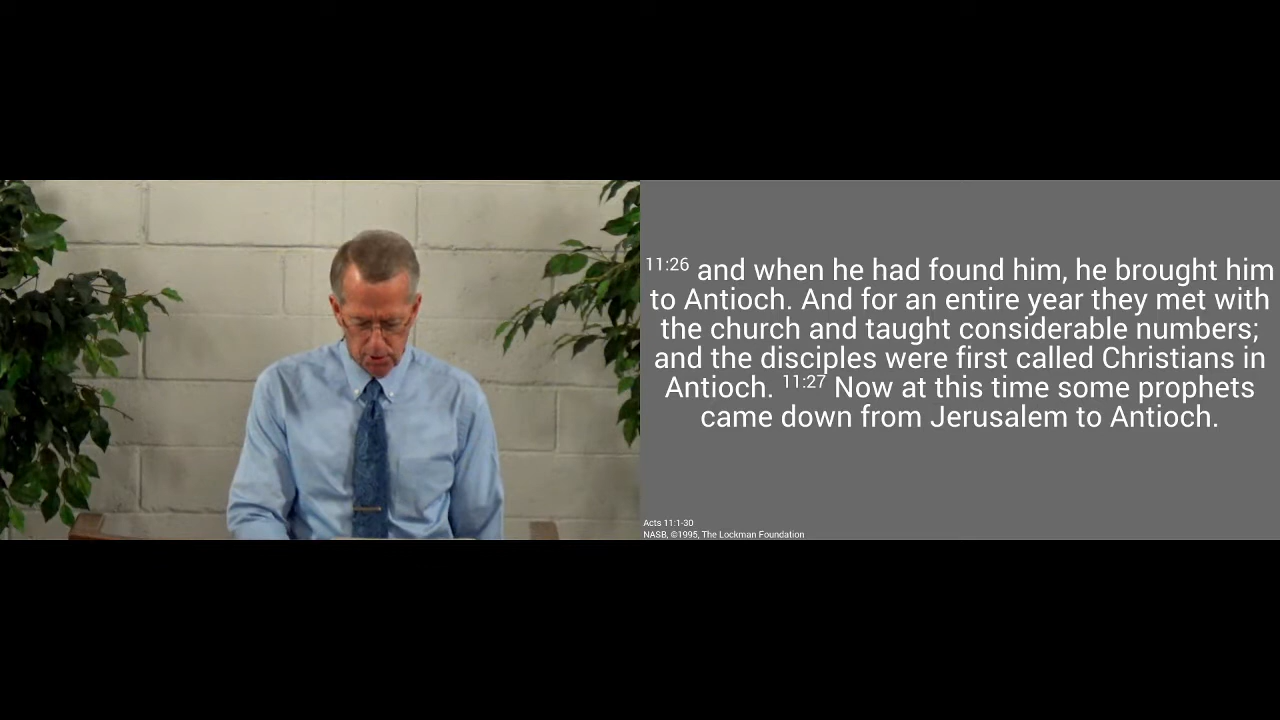 11:26 and when he had found him, he brought him
to Antioch. And for an entire year they met with
the church and taught considerable numbers;
and the disciples were first called Christians in
Antioch. 11:27 Now at this time some prophets
came down from Jerusalem to Antioch.
Acts 11:1-30
NASB, ©1995, The Lockman Foundation